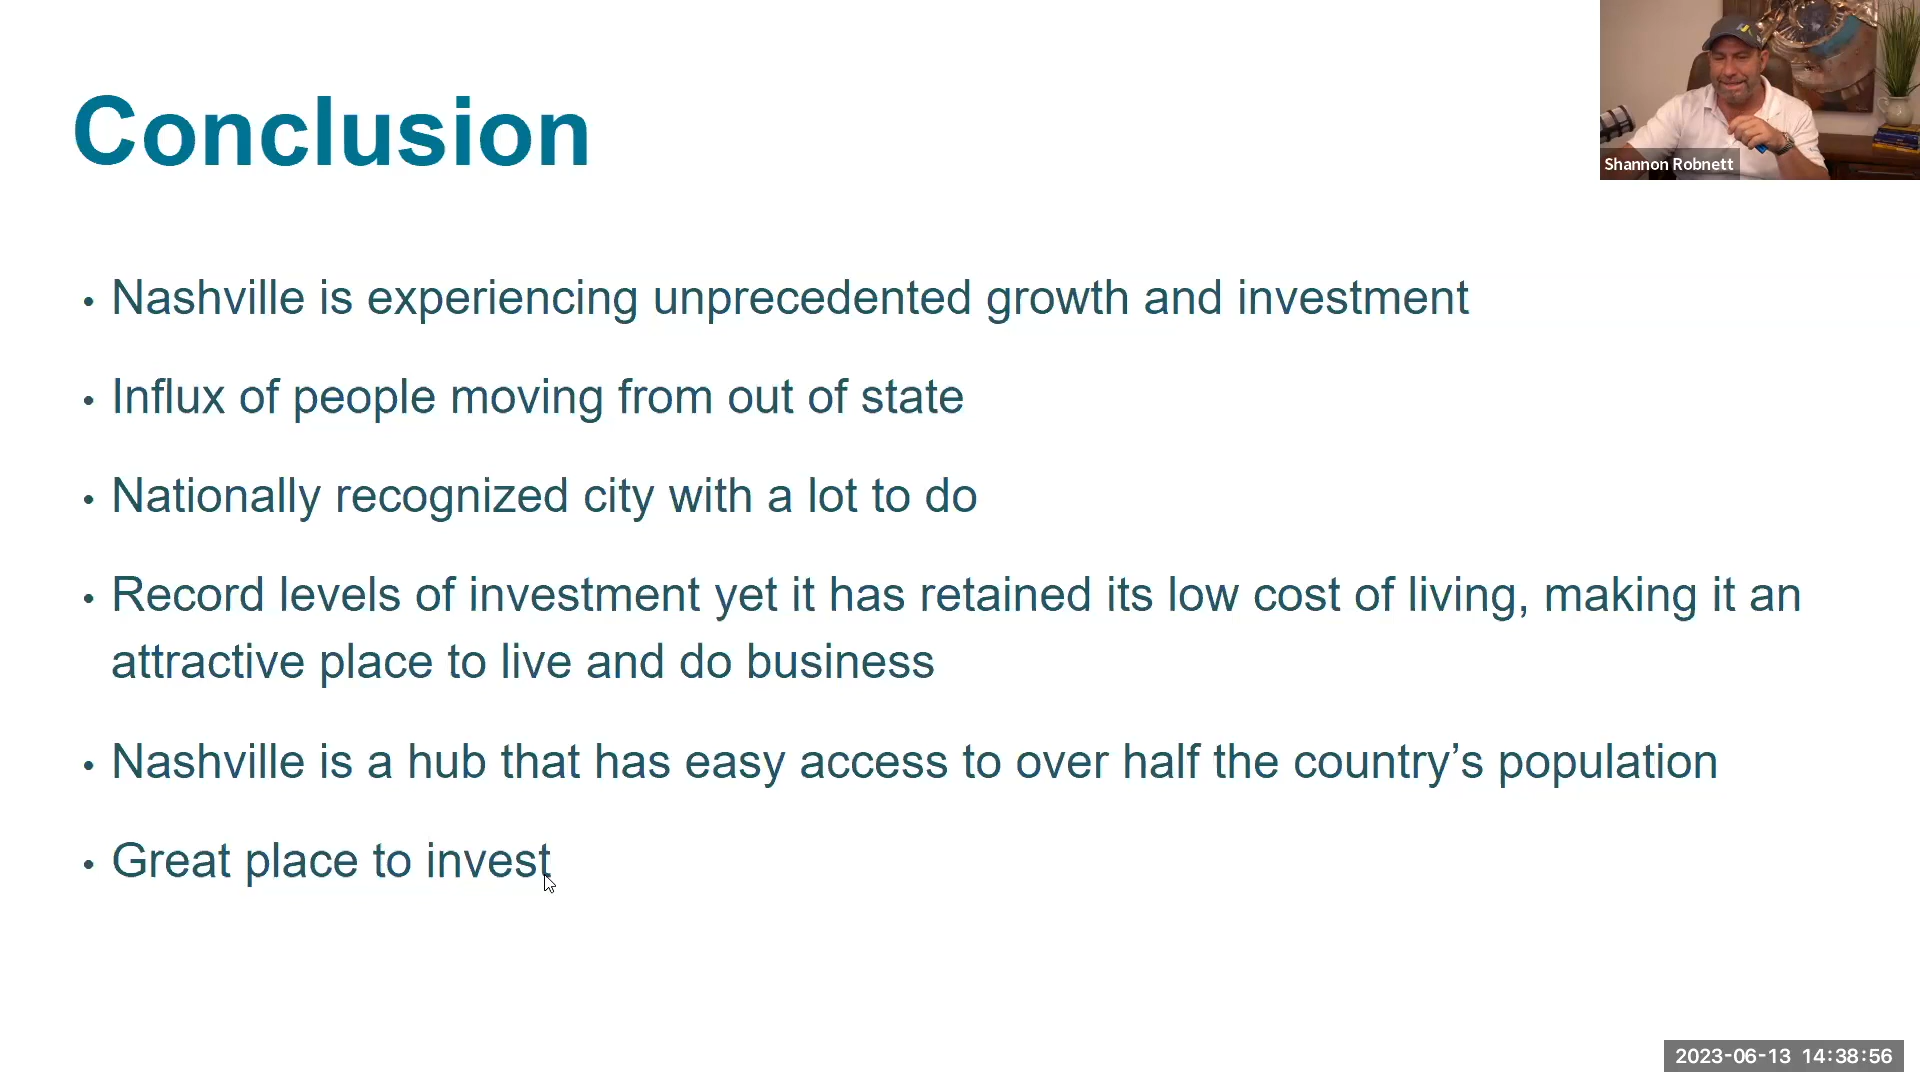 Conclusion
Shannon Robnett
• Nashville is experiencing unprecedented growth and investment
• Influx of people moving from out of state
• Nationally recognized city with a lot to do
• Record levels of investment yet it has retained its low cost of living, making it an
attractive place to live and do business
• Nashville is a hub that has easy access to over half the country’s population
• Great place to invest
2023-06-13 14:38:56